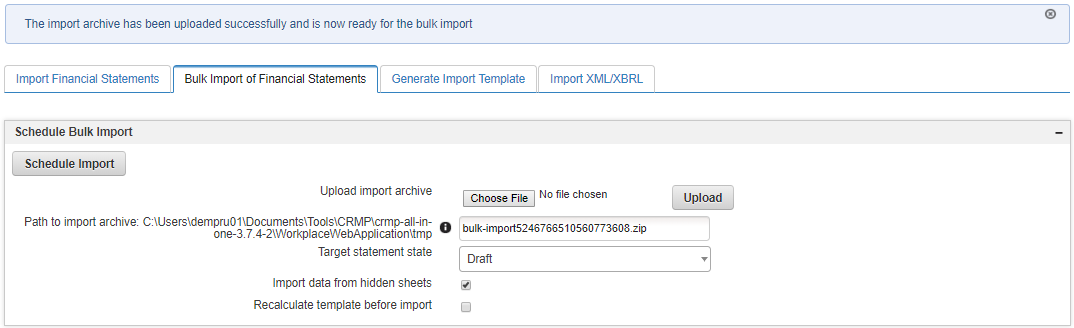 The import archive has been uploaded successfully and is now ready for the bulk import
Import Financial Statements
Bulk Import of Financial Statements
Generate Import Template
Import XML/XBRL
Schedule Bulk Import
Schedule Import
Upload import archive
Choose File No file chosen
Upload
Path to import archive: C:\Users\dempru01\Documents\Tools\CRMP\crmp-all-in-
one-3.7.4-2\WorkplaceWebApplication\tmp
bulk-import5246766510560773608.zip
Target statement state
Draft
Import data from hidden sheets
Recalculate template before import